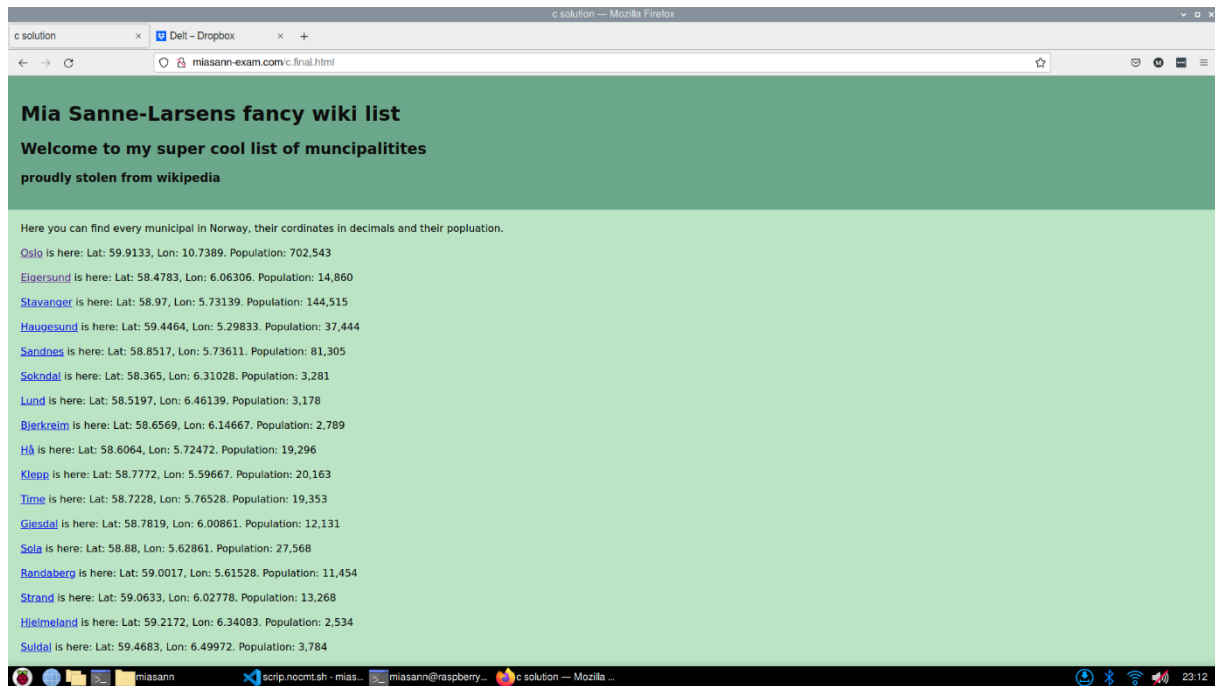 c solution — Mozilla Firefox
c solution
Delt – Dropbox
miasann-exam.com/c.final.html
Mia Sanne-Larsens fancy wiki list
Welcome to my super cool list of muncipalitites
proudly stolen from wikipedia
Here you can find every municipal in Norway, their cordinates in decimals and their popluation.
Oslo is here: Lat: 59.9133, Lon: 10.7389. Population: 702,543
Eigersund is here: Lat: 58.4783, Lon: 6.06306. Population: 14,860
Stavanger is here: Lat: 58.97, Lon: 5.73139. Population: 144,515
Haugesund is here: Lat: 59.4464, Lon: 5.29833. Population: 37,444
Sandnes is here: Lat: 58.8517, Lon: 5.73611. Population: 81,305
Sokndal is here: Lat: 58.365, Lon: 6.31028. Population: 3,281
Lund is here: Lat: 58.5197, Lon: 6.46139. Population: 3,178
Bjerkreim is here: Lat: 58.6569, Lon: 6.14667. Population: 2,789
Hå is here: Lat: 58.6064, Lon: 5.72472. Population: 19,296
Klepp is here: Lat: 58.7772, Lon: 5.59667. Population: 20,163
Time is here: Lat: 58.7228, Lon: 5.76528. Population: 19,353
Gjesdal is here: Lat: 58.7819, Lon: 6.00861. Population: 12,131
Sola is here: Lat: 58.88, Lon: 5.62861. Population: 27,568
Randaberg is here: Lat: 59.0017, Lon: 5.61528. Population: 11,454
Strand is here: Lat: 59.0633, Lon: 6.02778. Population: 13,268
Hjelmeland is here: Lat: 59.2172, Lon: 6.34083. Population: 2,534
Suldal is here: Lat: 59.4683, Lon: 6.49972. Population: 3,784
miasann
scrip.nocmt.sh - mias...
miasann@raspberry...
c solution — Mozilla ...
23:12